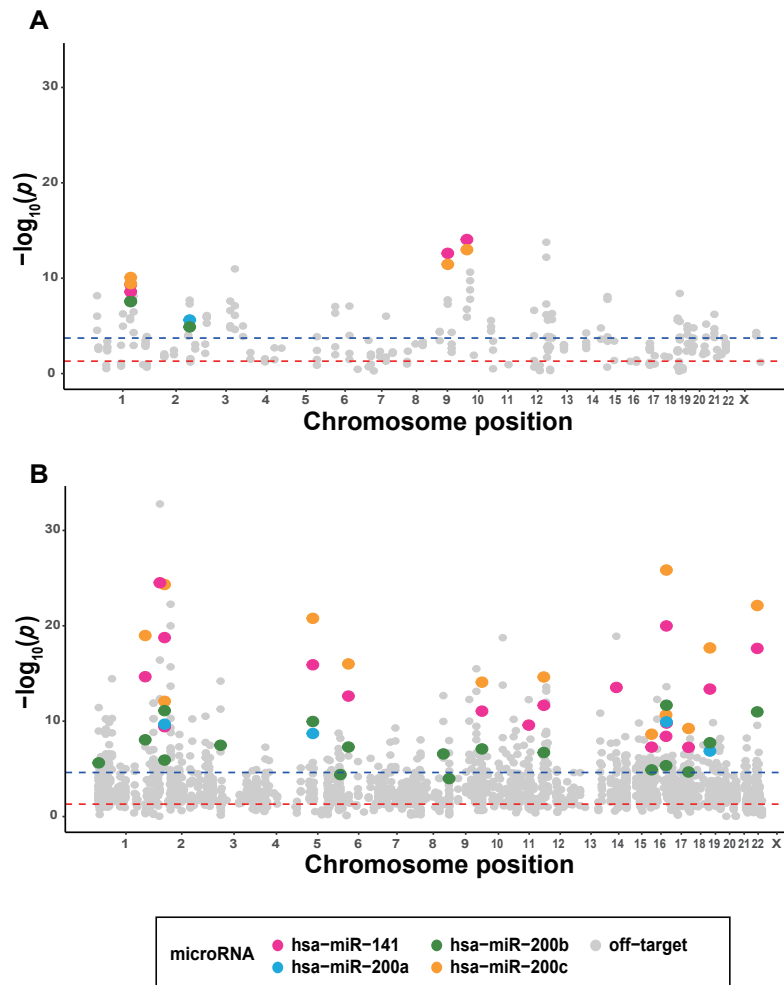 A
30
20
10
0
−log10(p)
1 2 3 4 5 6 7 8 9 10 11 12 13 14 15 16 17 18 19 20 21 22 X
Chromosome position
B
30
20
10
0
−log10(p)
1 2 3 4 5 6 7 8 9 10 11 12 13 14 16 17 18 19 20 21 22 X
Chromosome position
microRNA
hsa−miR−141 hsa−miR−200b off−target
hsa−miR−200a hsa−miR−200c